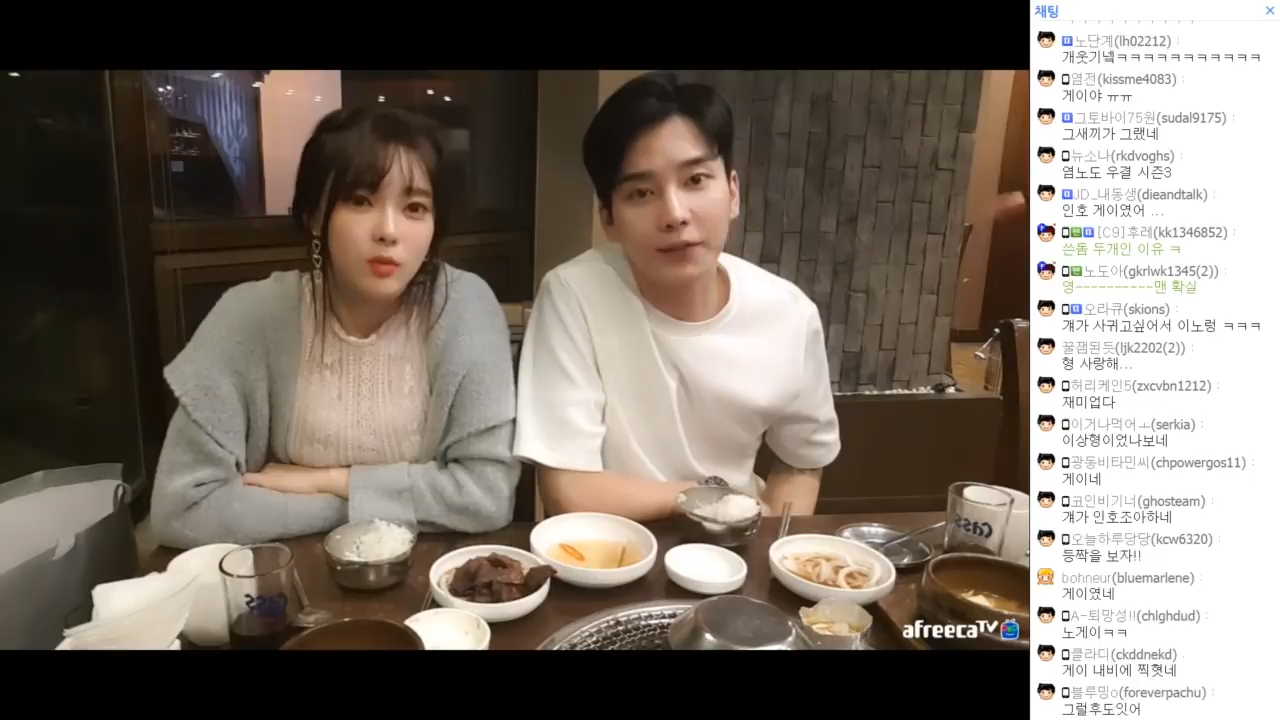 채팅
노단계(lh02212) :
개웃기넼ㅋㅋㅋㅋㅋㅋㅋㅋㅋㅋㅋ
염전(kissme4083) :
게이야 ㅠㅠ
그토바이75원(sudal9175) :
그새끼가 그랬네
뉴소나(rkdvoghs) :
염노도 우결 시즌3
JD_내동생(dieandtalk) :
인호 게이였어 ...
[C9]후레(kk1346852) :
쓴돔 두개인 이유 ㅋ
노도아(gkrlwk1345(2)) :
영----------맨 확실
오라큐(skions) :
걔가 사귀고싶어서 이노렁 ㅋㅋㅋ
꿀잼된듯(ljk2202(2)) :
형 사랑해...
허리케인5(zxcvbn1212) :
재미업다
이거나먹어ㅗ(serkia) :
이상형이었나보네
광동비타민씨(chpowergos11) :
게이네
코인비기너(ghosteam) :
걔가 인호조아하네
오늘하루당당(kcw6320) :
등짝을 보자!!
bohneur(bluemarlene) :
게이였네
A-퇴망성!!(chlghdud) :
노게이ㅋㅋ
클라디(ckddnekd) :
게이 내비에 찍혓네
블루밍o(foreverpachu) :
그럴후도잇어
cass
cass
afreecaTV